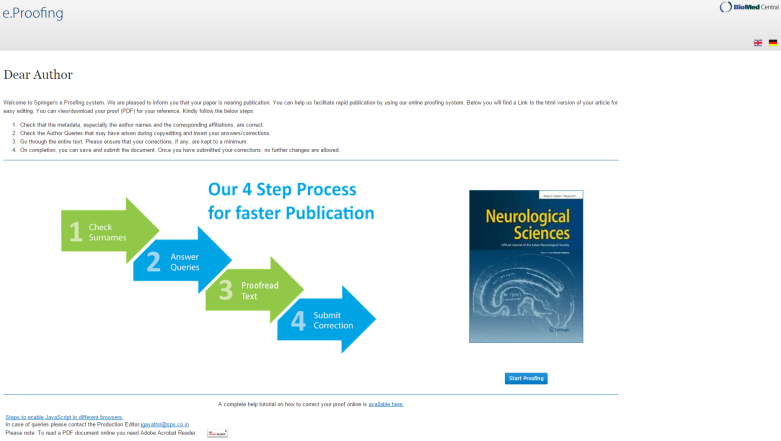 e.Proofing
BioMed Central
Dear Author
Welcome to Springer's e.Proofing system. We are pleased to inform you that your paper is nearing publication. You can help us facilitate rapid publication by using our online proofing system. Below you will find a Link to the html version of your article for
easy editing. You can view/download your proof (PDF) for your reference. Kindly follow the below steps.
1. Check that the metadata, especially the author names and the corresponding affiliations, are correct.
2. Check the Author Queries that may have arisen during copyediting and insert your answers/corrections.
3. Go through the entire text. Please ensure that your corrections, if any, are kept to a minimum.
4. On completion, you can save and submit the document. Once you have submitted your corrections, no further changes are allowed.
Our 4 Step Process
for faster Publication
1 Check
Surnames
2 Answer
Queries
3 Proofread
Text
4 Submit
Correction
Neurological
Sciences
Official Journal of the Italian Neurological Society
Springer
Start Proofing
A complete help tutorial on how to correct your proof online is available here.
Steps to enable JavaScript in different browsers.
In case of queries please contact the Production Editor jgayathri@sps.co.in
Please note: To read a PDF document online you need Adobe Acrobat Reader.